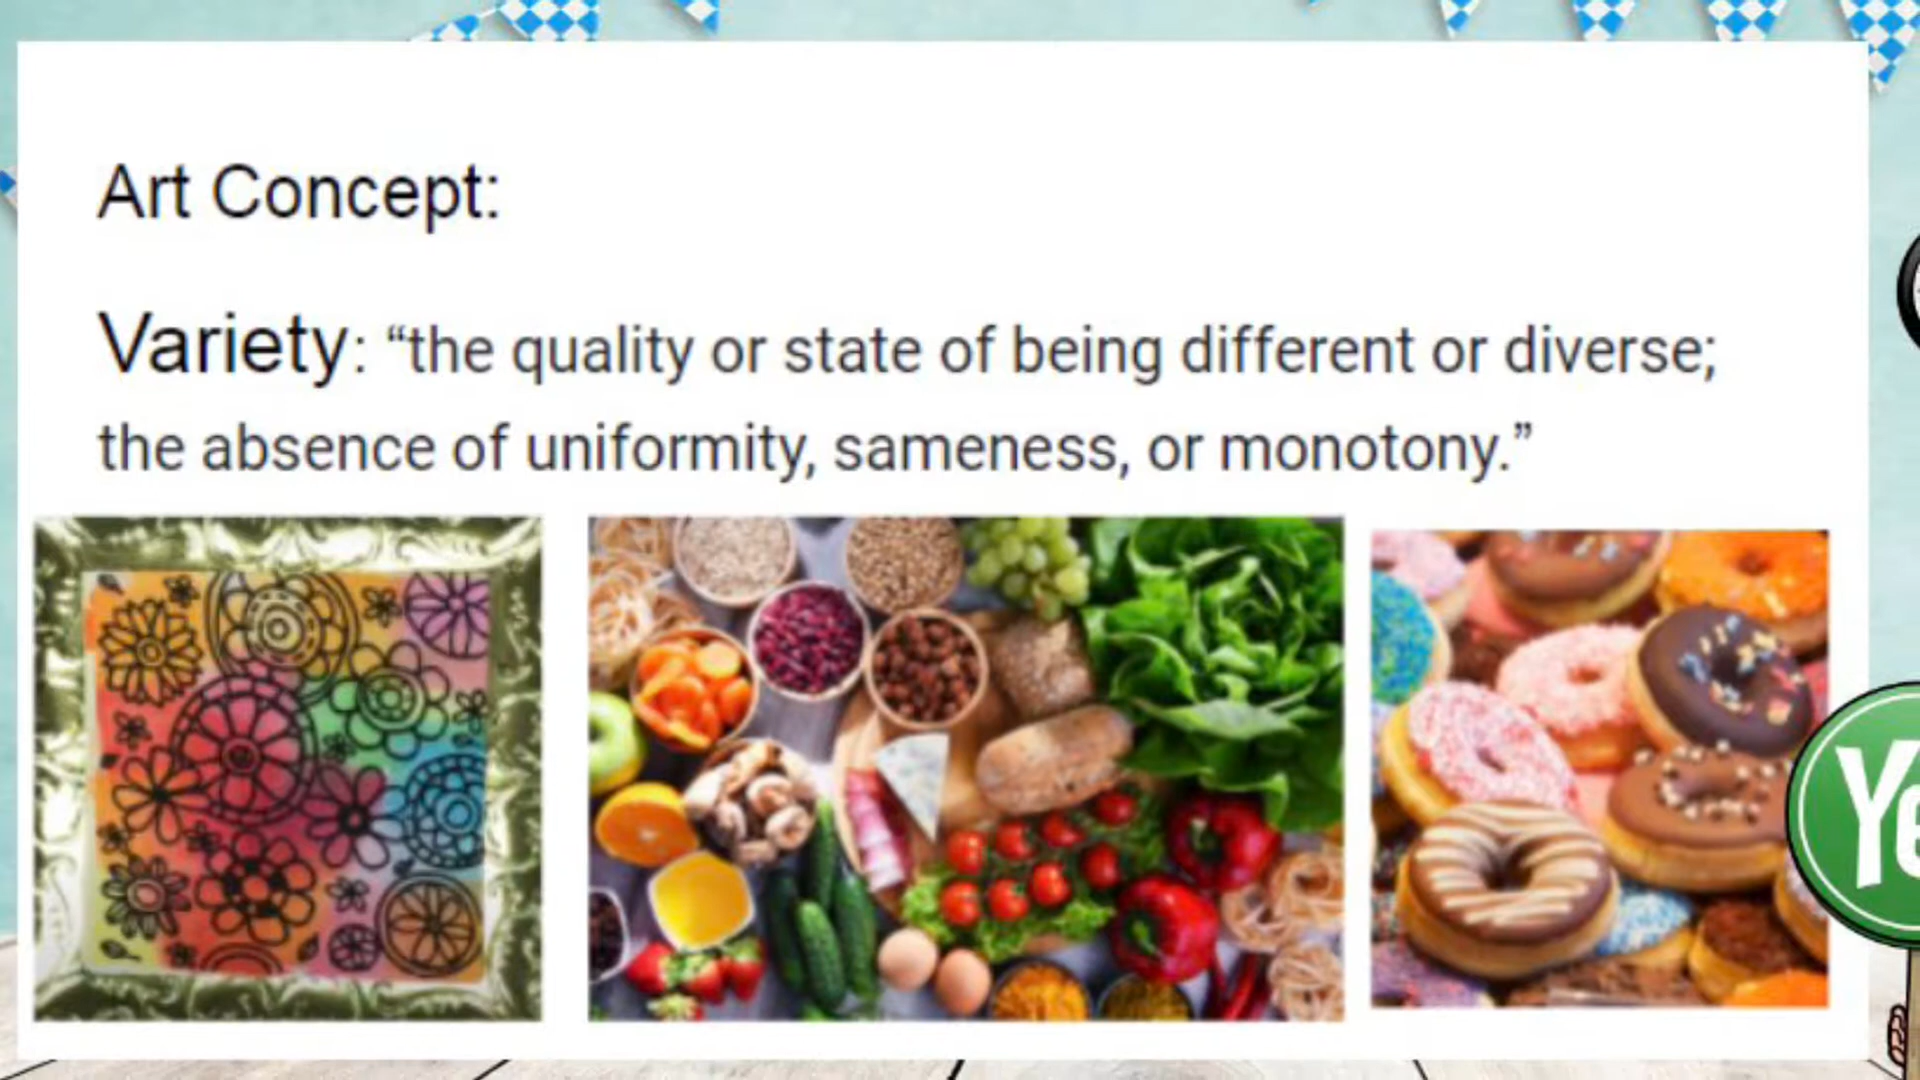 Art Concept:
Variety: “the quality or state of being different or diverse;
the absence of uniformity, sameness, or monotony.”